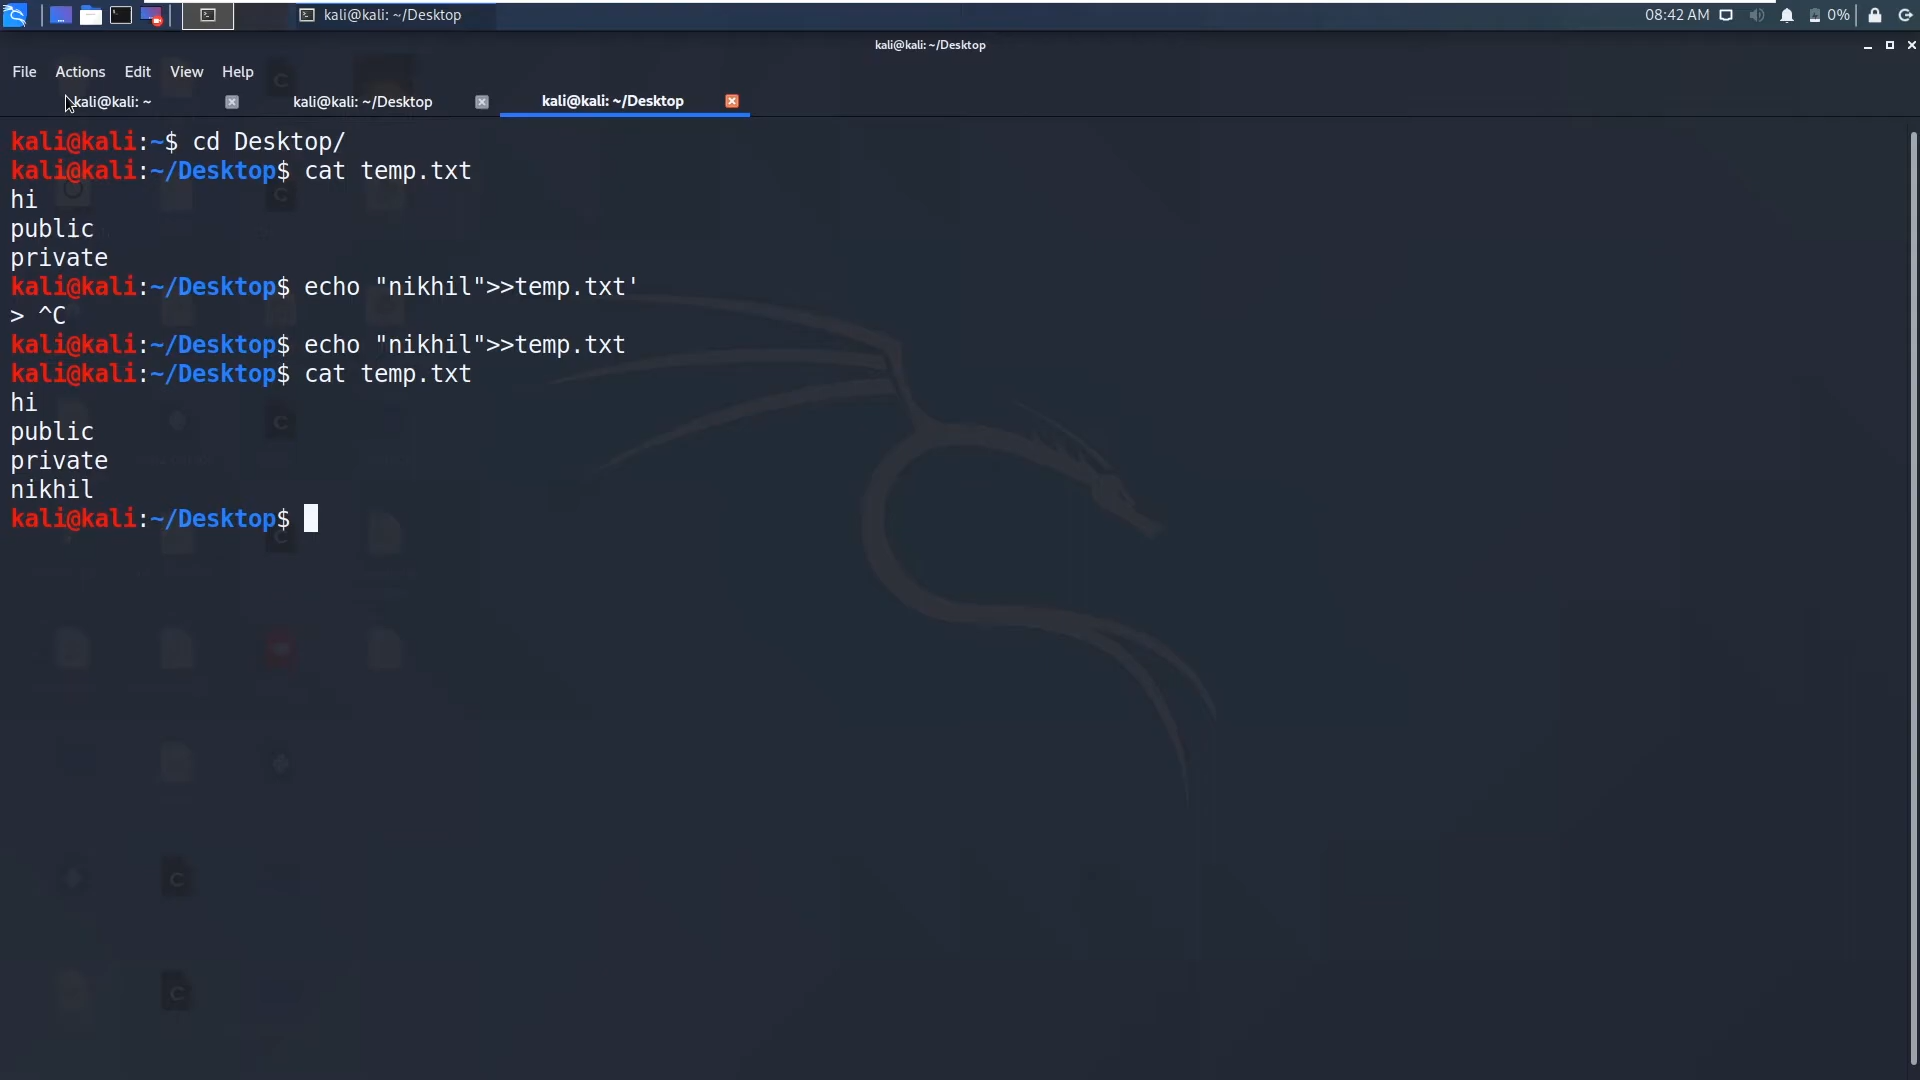 kali@kali: ~/Desktop
08:42 AM
0%
kali@kali: ~/Desktop
File Actions Edit View Help
kali@kali: ~
kali@kali: ~/Desktop
kali@kali: ~/Desktop
kali@kali:~$ cd Desktop/
kali@kali:~/Desktop$ cat temp.txt
hi
public
private
kali@kali:~/Desktop$ echo "nikhil">>temp.txt'
> ^C
kali@kali:~/Desktop$ echo "nikhil">>temp.txt
kali@kali:~/Desktop$ cat temp.txt
hi
public
private
nikhil
kali@kali:~/Desktop$